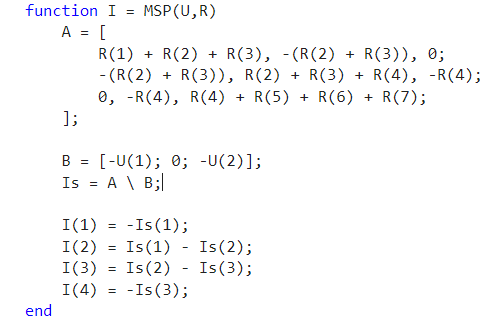 function I = MSP(U,R)
    A = [
        R(1) + R(2) + R(3), -(R(2) + R(3)), 0;
        -(R(2) + R(3)), R(2) + R(3) + R(4), -R(4);
        0, -R(4), R(4) + R(5) + R(6) + R(7);
    ];
    B = [-U(1); 0; -U(2)];
    Is = A \ B;
    I(1) = -Is(1);
    I(2) = Is(1) - Is(2);
    I(3) = Is(2) - Is(3);
    I(4) = -Is(3);
end